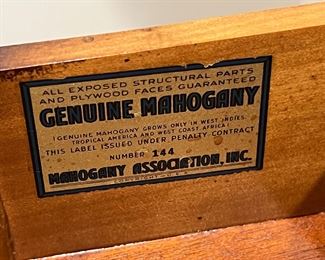 ALL EXPOSED STRUCTURAL PARTS
AND PLYWOOD FACES GUARANTEED
GENUINE MAHOGANY
(GENUINE MAHOGANY GROWS ONLY IN WEST INDIES,
TROPICAL AMERICA AND WEST COAST AFRICA)
THIS LABEL ISSUED UNDER PENALTY CONTRACT
NUMBER 144
MAHOGANY ASSOCIATION, INC.
COPYRIGHT U.S.A.